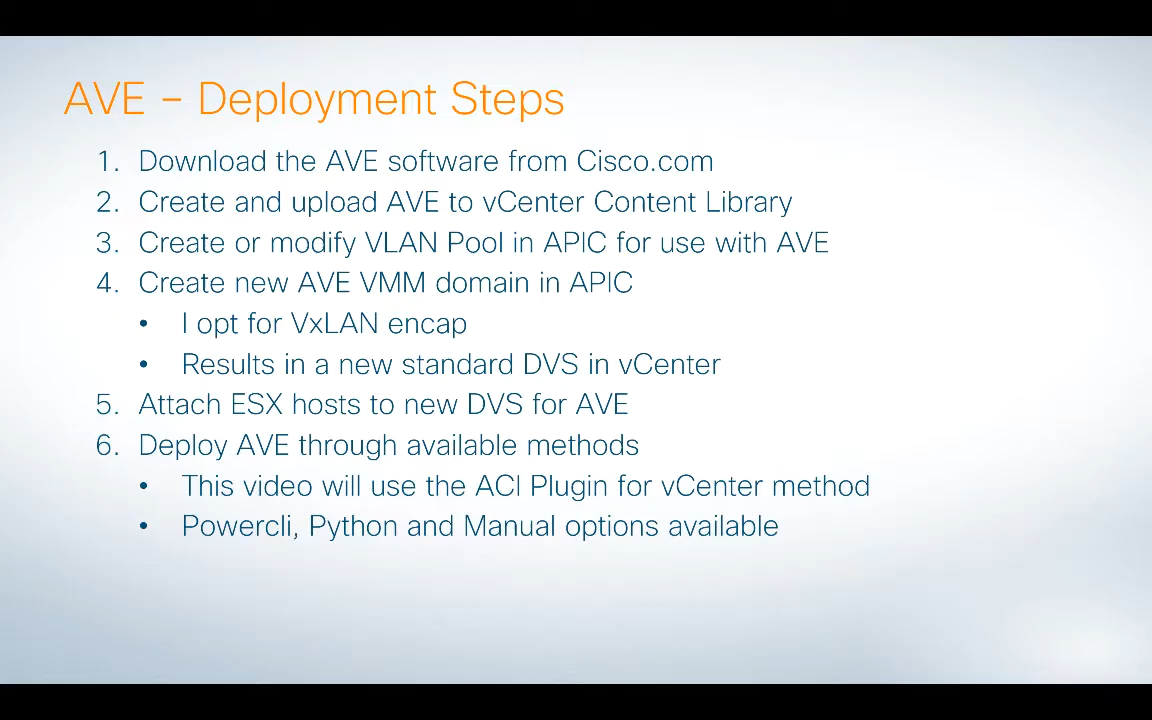 AVE – Deployment Steps
1. Download the AVE software from Cisco.com
2. Create and upload AVE to vCenter Content Library
3. Create or modify VLAN Pool in APIC for use with AVE
4. Create new AVE VMM domain in APIC
• I opt for VxLAN encap
• Results in a new standard DVS in vCenter
5. Attach ESX hosts to new DVS for AVE
6. Deploy AVE through available methods
• This video will use the ACI Plugin for vCenter method
• Powercli, Python and Manual options available